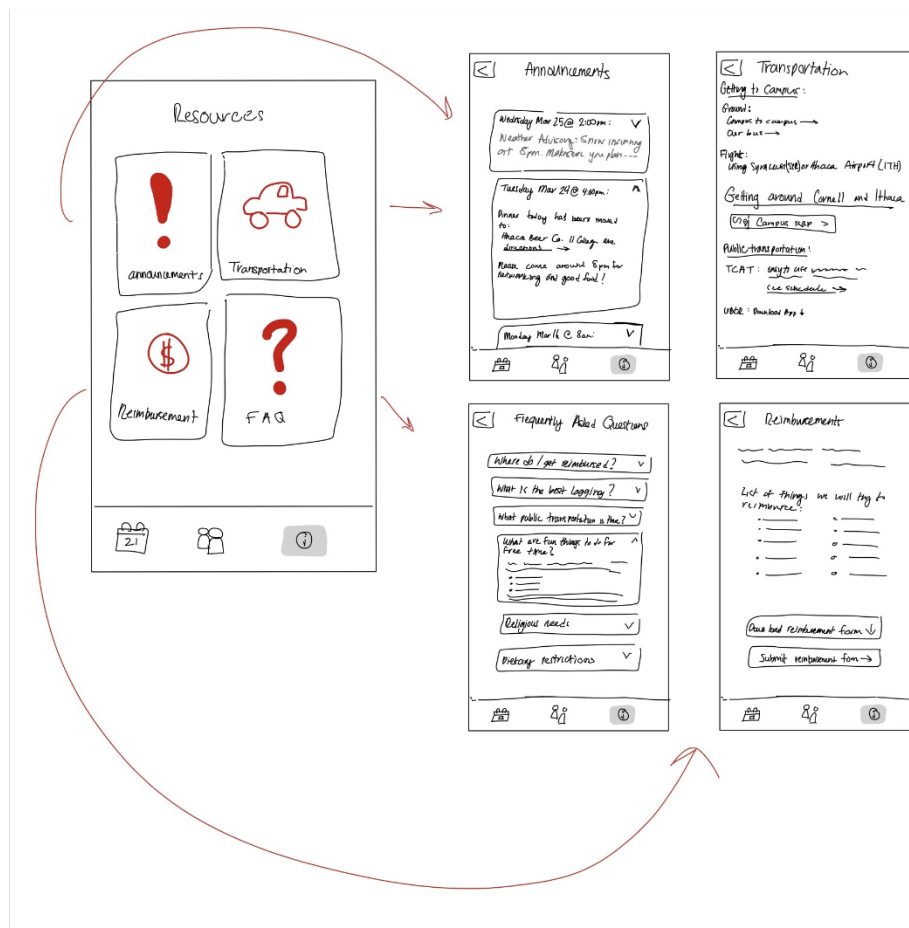 Resources
announcements
Transportation
Reimbursement
FAQ
21
Announcements
Wednesday Mar 25 @ 2:00pm:
Weather Advisory: Snow incoming
at 8pm. Make sure you plan ---
Tuesday Mar 24 @ 4:30pm:
Dinner today has been moved
to:
Ithaca Beer Co. 11 College Ave
directions →
Please come around 8pm for
networking and good food!
Monday Mar 16 @ 8am:
Transportation
Getting to Campus:
Ground:
Campus to campus →
Our bus →
Flight:
Using Syracuse (SYR) or Ithaca Airport (ITH)
Getting around Cornell and Ithaca
Campus map >
Public transportation:
TCAT: easy to use
see schedule →
UBER: Download App ↓
Frequently Asked Questions
Where do I get reimbursed?
What is the best lodging?
What public transportation is there?
What are fun things to do for
free time?
Religious needs
Dietary restrictions
Reimbursements
List of things we will try to
reimburse:
Download reimbursement form ↓
Submit reimbursement form →